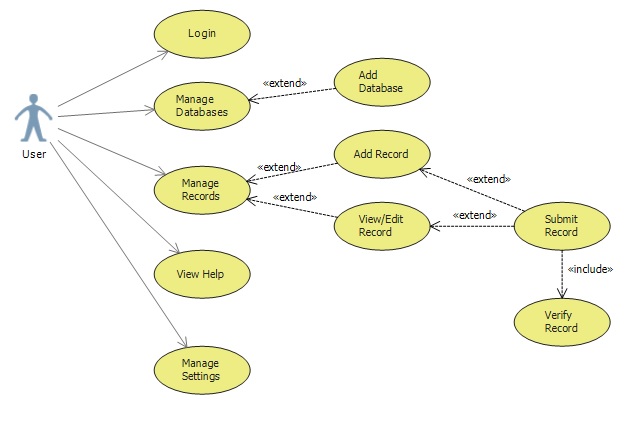 Login
«extend»
Add
Database
Manage
Databases
User
«extend»
Add Record
Manage
Records
«extend»
«extend»
View/Edit
Record
«extend»
Submit
Record
View Help
«include»
Verify
Record
Manage
Settings